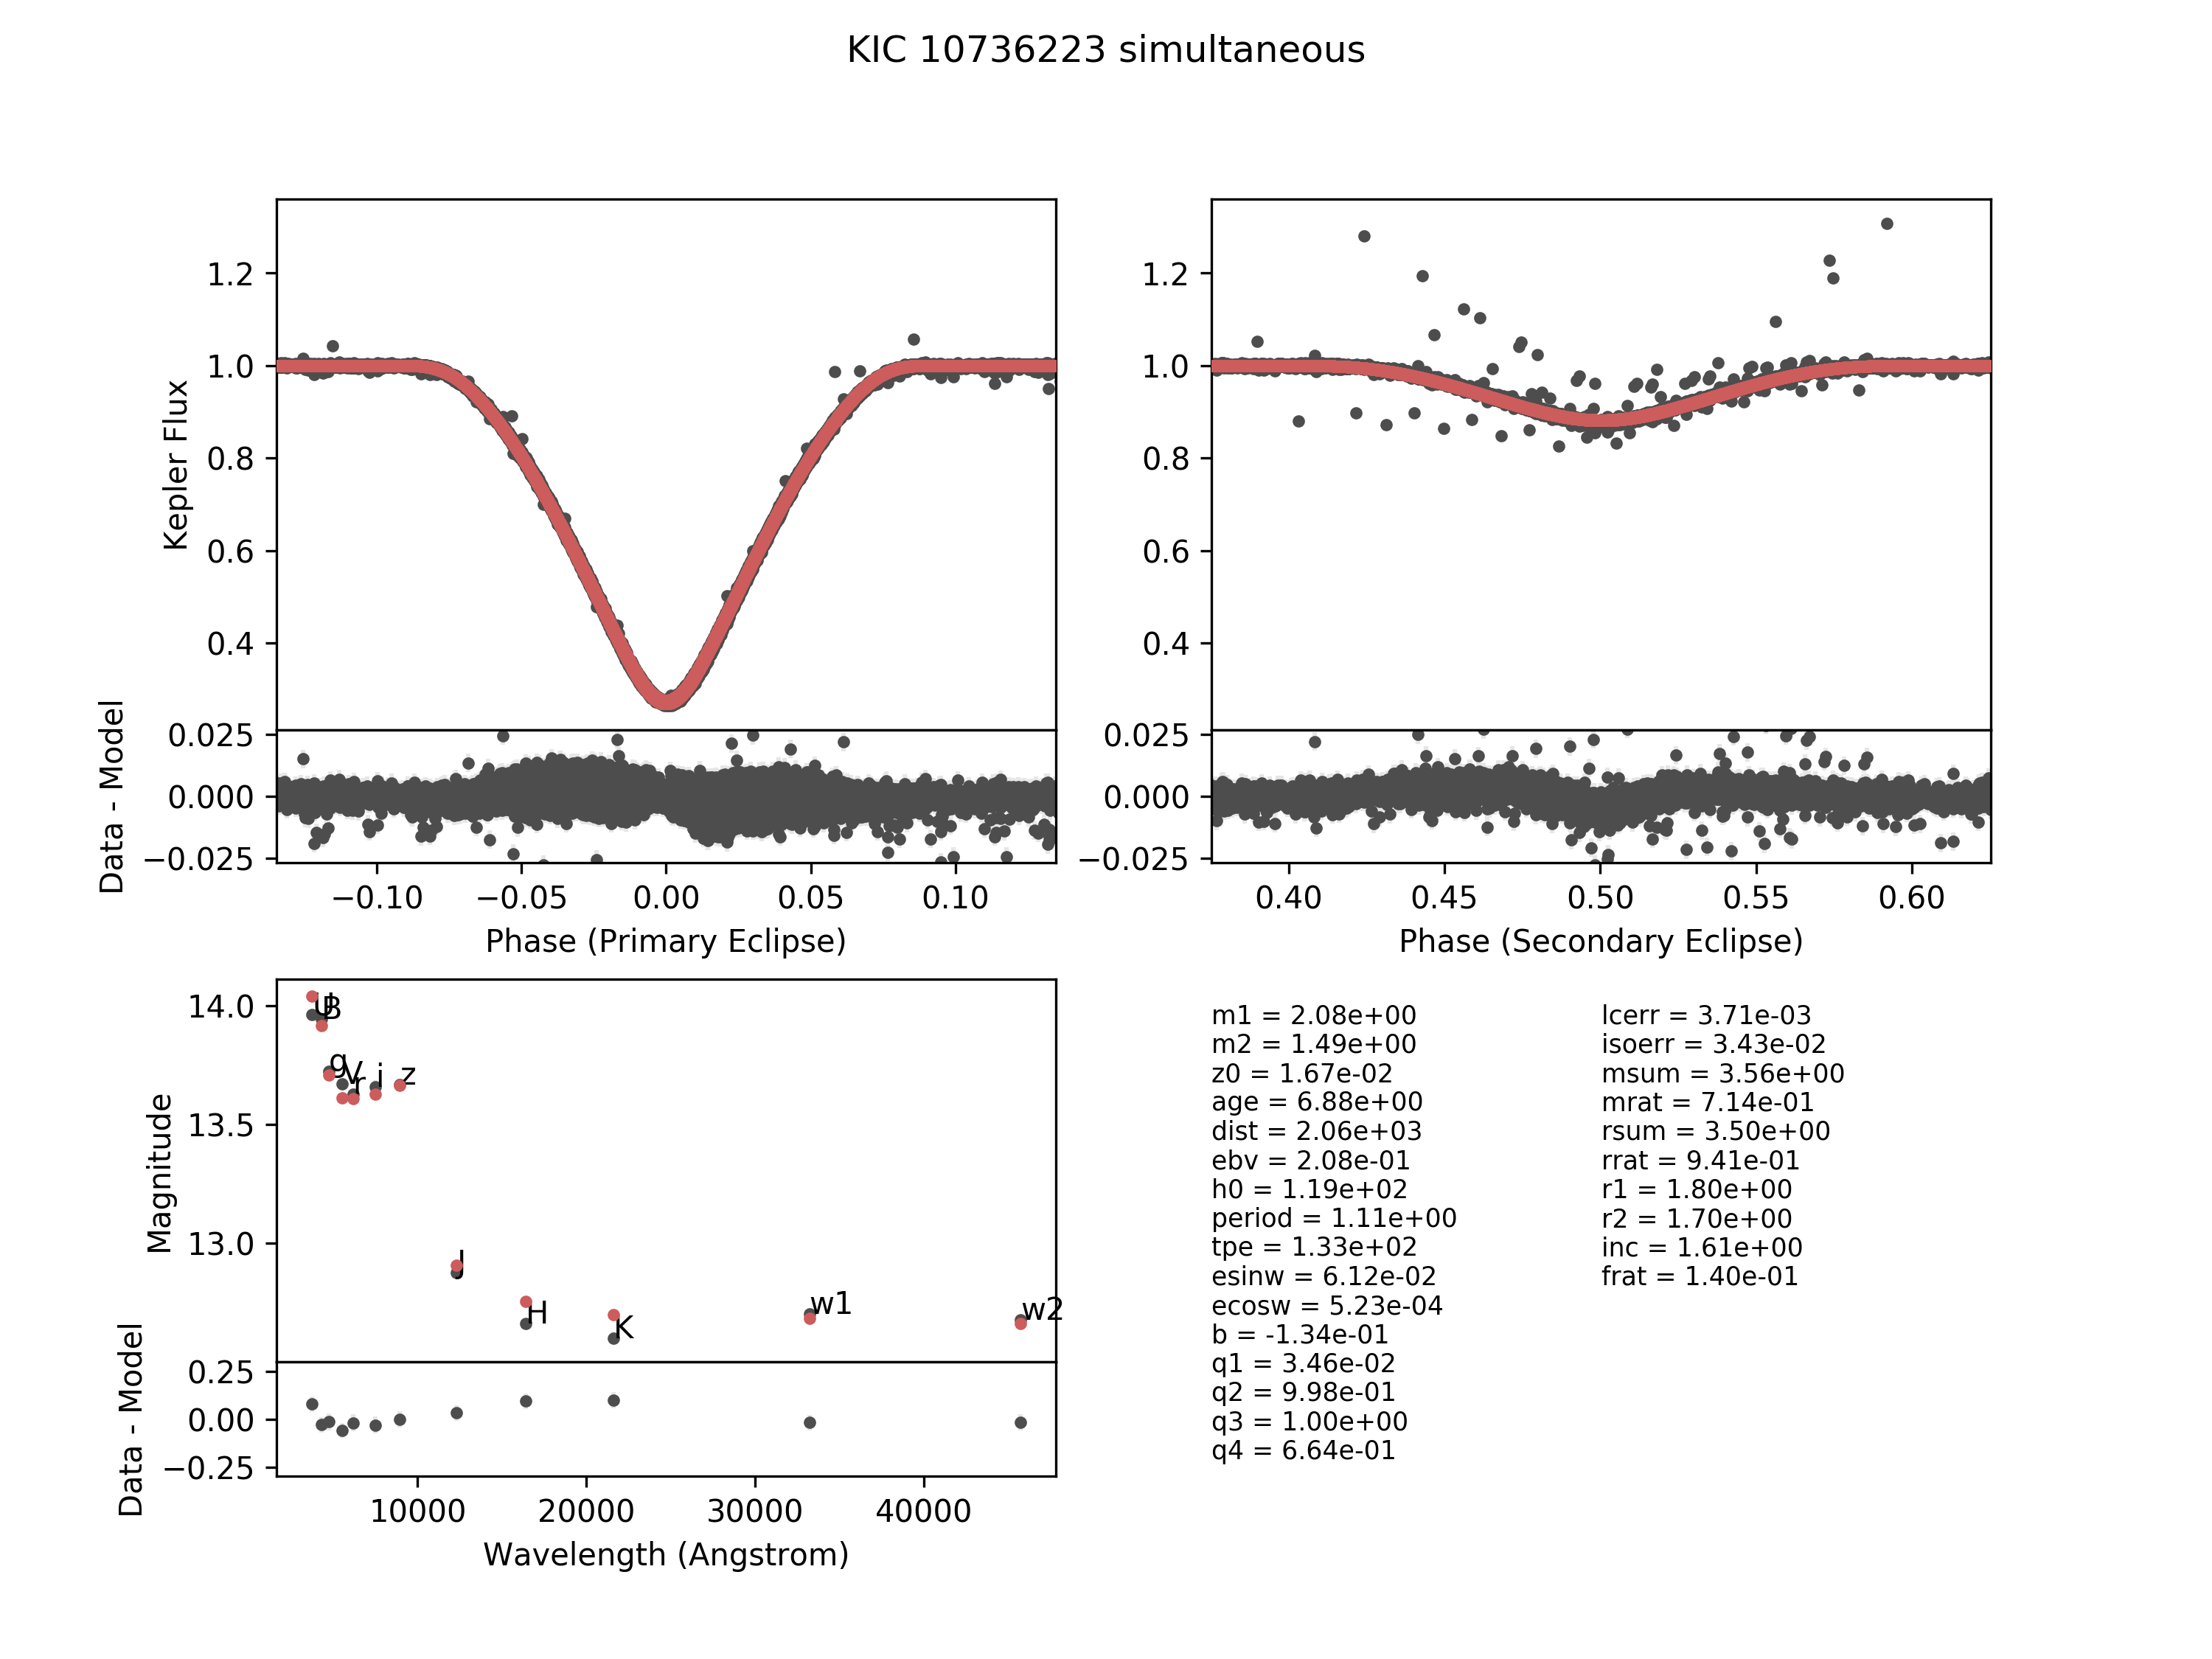 KIC 10736223 simultaneous
Kepler Flux
1.2
1.0
0.8
0.6
0.4
Data - Model
0.025
0.000
−0.025
−0.10 −0.05 0.00 0.05 0.10
Phase (Primary Eclipse)
1.2
1.0
0.8
0.6
0.4
0.025
0.000
−0.025
0.40 0.45 0.50 0.55 0.60
Phase (Secondary Eclipse)
Magnitude
14.0
13.5
13.0
U
B
g
V
r
i
z
J
H
K
w1
w2
Data - Model
0.25
0.00
−0.25
10000 20000 30000 40000
Wavelength (Angstrom)
m1 = 2.08e+00
m2 = 1.49e+00
z0 = 1.67e-02
age = 6.88e+00
dist = 2.06e+03
ebv = 2.08e-01
h0 = 1.19e+02
period = 1.11e+00
tpe = 1.33e+02
esinw = 6.12e-02
ecosw = 5.23e-04
b = -1.34e-01
q1 = 3.46e-02
q2 = 9.98e-01
q3 = 1.00e+00
q4 = 6.64e-01
lcerr = 3.71e-03
isoerr = 3.43e-02
msum = 3.56e+00
mrat = 7.14e-01
rsum = 3.50e+00
rrat = 9.41e-01
r1 = 1.80e+00
r2 = 1.70e+00
inc = 1.61e+00
frat = 1.40e-01